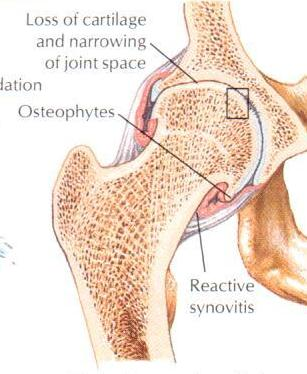 Loss of cartilage
and narrowing
of joint space
dation
Osteophytes
Reactive
synovitis